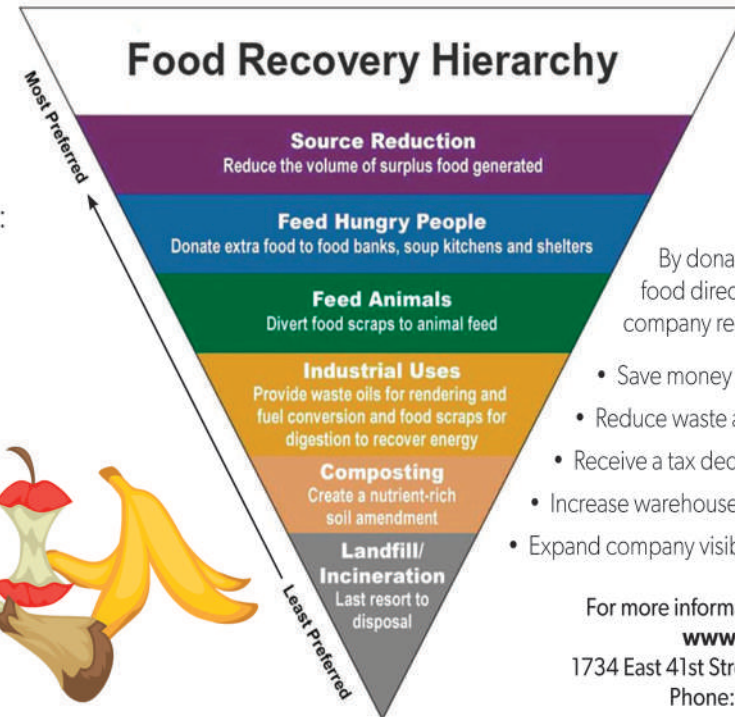 Food Recovery Hierarchy
Most Preferred
Source Reduction
Reduce the volume of surplus food generated
:
Feed Hungry People
Donate extra food to food banks, soup kitchens and shelters
Feed Animals
Divert food scraps to animal feed
Industrial Uses
Provide waste oils for rendering and
fuel conversion and food scraps for
digestion to recover energy
Composting
Create a nutrient-rich
soil amendment
Landfill/
Incineration
Last resort to
disposal
Least Preferred
By dona
food direc
company re
• Save money
• Reduce waste a
• Receive a tax ded
• Increase warehouse
• Expand company visib
For more informa
www
1734 East 41st Stre
Phone: